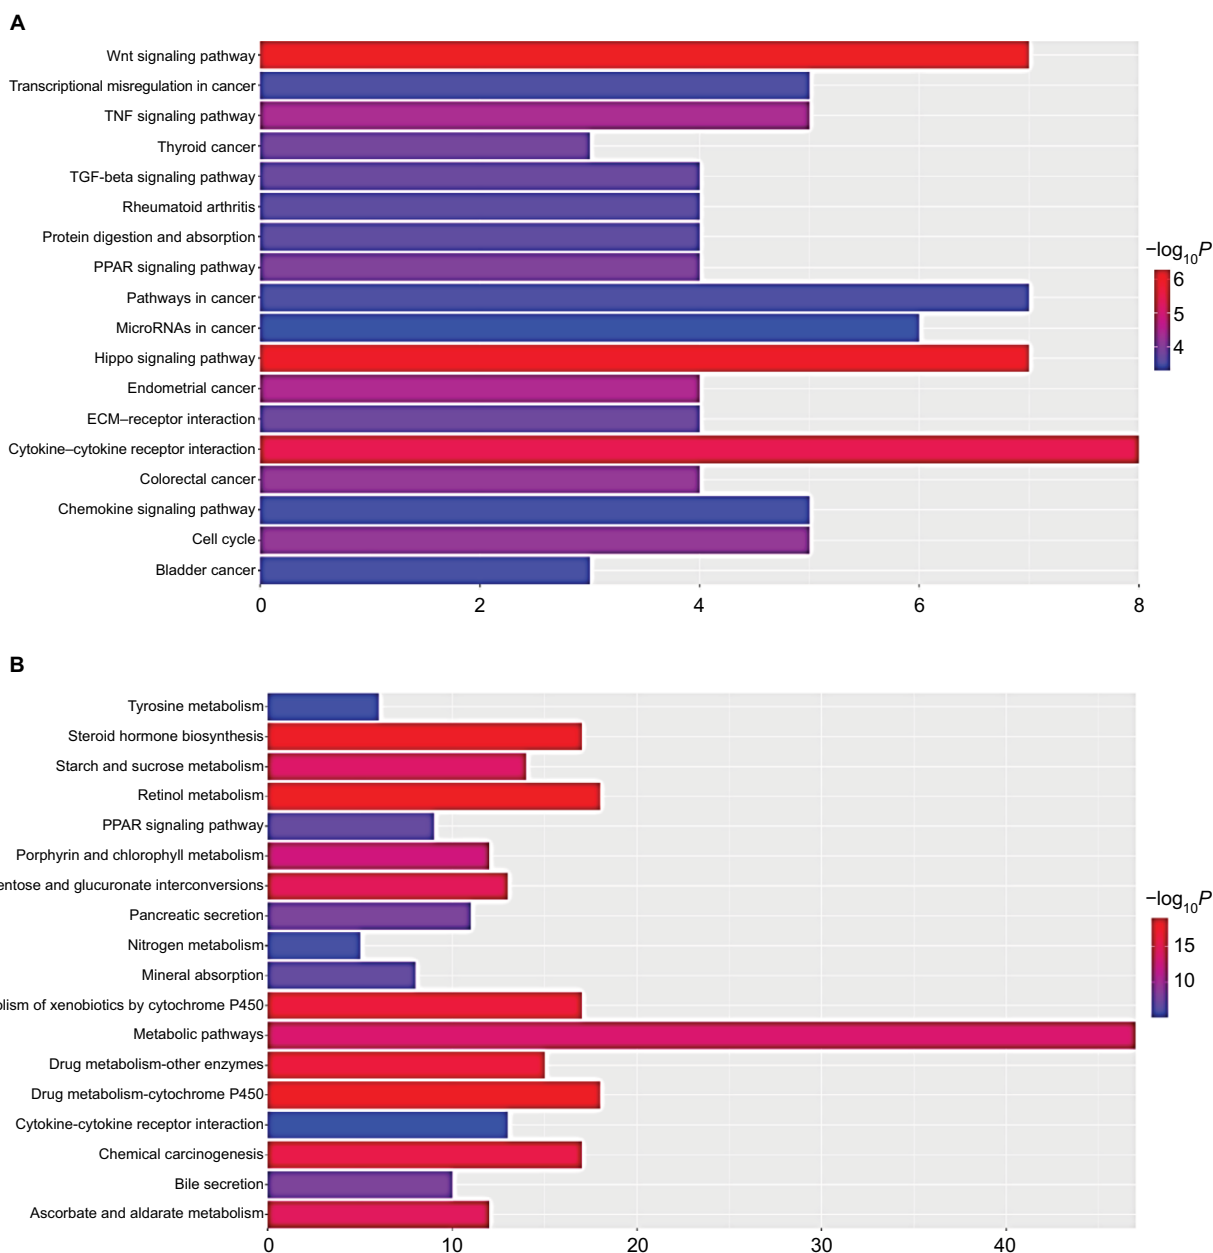 A
Wnt signaling pathway
Transcriptional misregulation in cancer
TNF signaling pathway
Thyroid cancer
TGF-beta signaling pathway
Rheumatoid arthritis
Protein digestion and absorption
PPAR signaling pathway
Pathways in cancer
MicroRNAs in cancer
Hippo signaling pathway
Endometrial cancer
ECM–receptor interaction
Cytokine–cytokine receptor interaction
Colorectal cancer
Chemokine signaling pathway
Cell cycle
Bladder cancer
0 2 4 6 8
−log10P
6
5
4
B
Tyrosine metabolism
Steroid hormone biosynthesis
Starch and sucrose metabolism
Retinol metabolism
PPAR signaling pathway
Porphyrin and chlorophyll metabolism
entose and glucuronate interconversions
Pancreatic secretion
Nitrogen metabolism
Mineral absorption
olism of xenobiotics by cytochrome P450
Metabolic pathways
Drug metabolism-other enzymes
Drug metabolism-cytochrome P450
Cytokine-cytokine receptor interaction
Chemical carcinogenesis
Bile secretion
Ascorbate and aldarate metabolism
0 10 20 30 40
−log10P
15
10